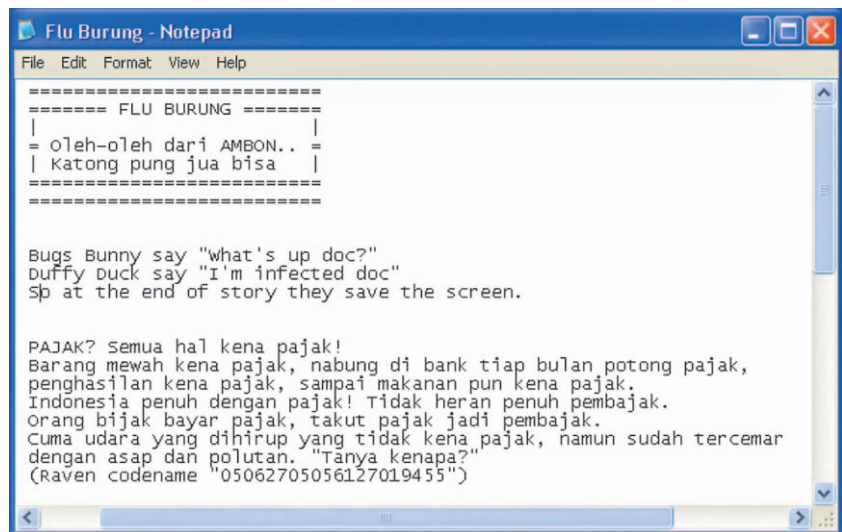 Flu Burung - Notepad
File Edit Format View Help
==========================
======= FLU BURUNG =======
| |
= Oleh-oleh dari AMBON.. =
| Katong pung jua bisa |
==========================
==========================
Bugs Bunny say "What's up doc?"
Duffy Duck say "I'm infected doc"
So at the end of story they save the screen.
PAJAK? Semua hal kena pajak!
Barang mewah kena pajak, nabung di bank tiap bulan potong pajak,
penghasilan kena pajak, sampai makanan pun kena pajak.
Indonesia penuh dengan pajak! Tidak heran penuh pembajak.
Orang bijak bayar pajak, takut pajak jadi pembajak.
Cuma udara yang dihirup yang tidak kena pajak, namun sudah tercemar
dengan asap dan polutan. "Tanya kenapa?"
(Raven codename "05062705056127019455")